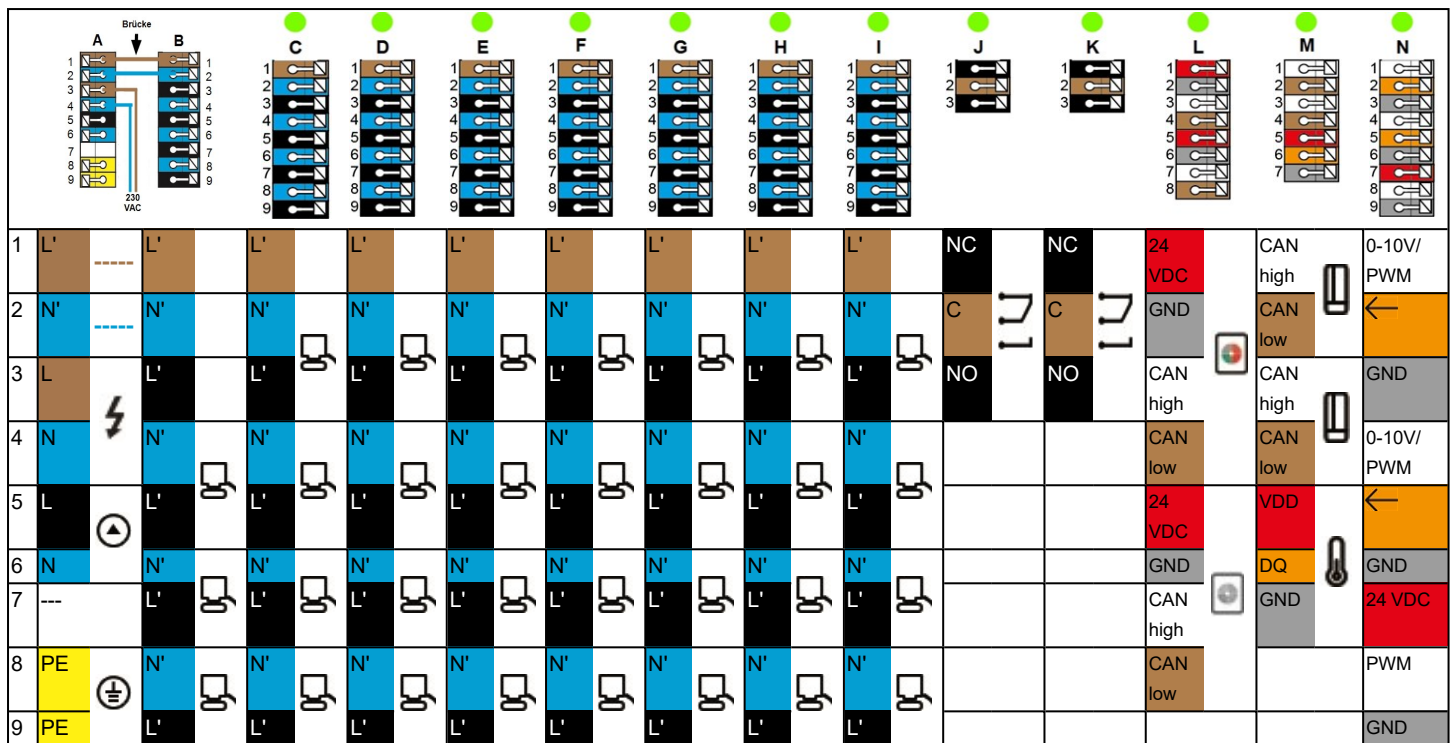 Brücke
A B C D E F G H I J K L M N
1 1 1 1 1 1 1 1 1 1 1 1 1 1
2 2 2 2 2 2 2 2 2 2 2 2 2 2
3 3 3 3 3 3 3 3 3 3 3 3 3 3
4 4 4 4 4 4 4 4 4 4 4 4 4
5 5 5 5 5 5 5 5 5 5 5 5
6 6 6 6 6 6 6 6 6 6 6 6 6
7 7 7 7 7 7 7 7 7 7 7 7 7
8 8 8 8 8 8 8 8 8 8 8 8
9 9 9 9 9 9 9 9 9 9
230
VAC
1 L' L' L' L' L' L' L' L' L' NC NC 24 CAN 0-10V/
VDC high PWM
2 N' N' N' N' N' N' N' N' N' C C GND CAN ←
low
3 L L' L' L' L' L' L' L' L' NO NO CAN CAN GND
high high
4 N N' N' N' N' N' N' N' N' CAN CAN 0-10V/
low low PWM
5 L L' L' L' L' L' L' L' L' 24 VDD ←
VDC
6 N N' N' N' N' N' N' N' N' GND DQ GND
7 --- L' L' L' L' L' L' L' L' CAN GND 24 VDC
high
8 PE N' N' N' N' N' N' N' N' CAN PWM
low
9 PE L' L' L' L' L' L' L' L' GND